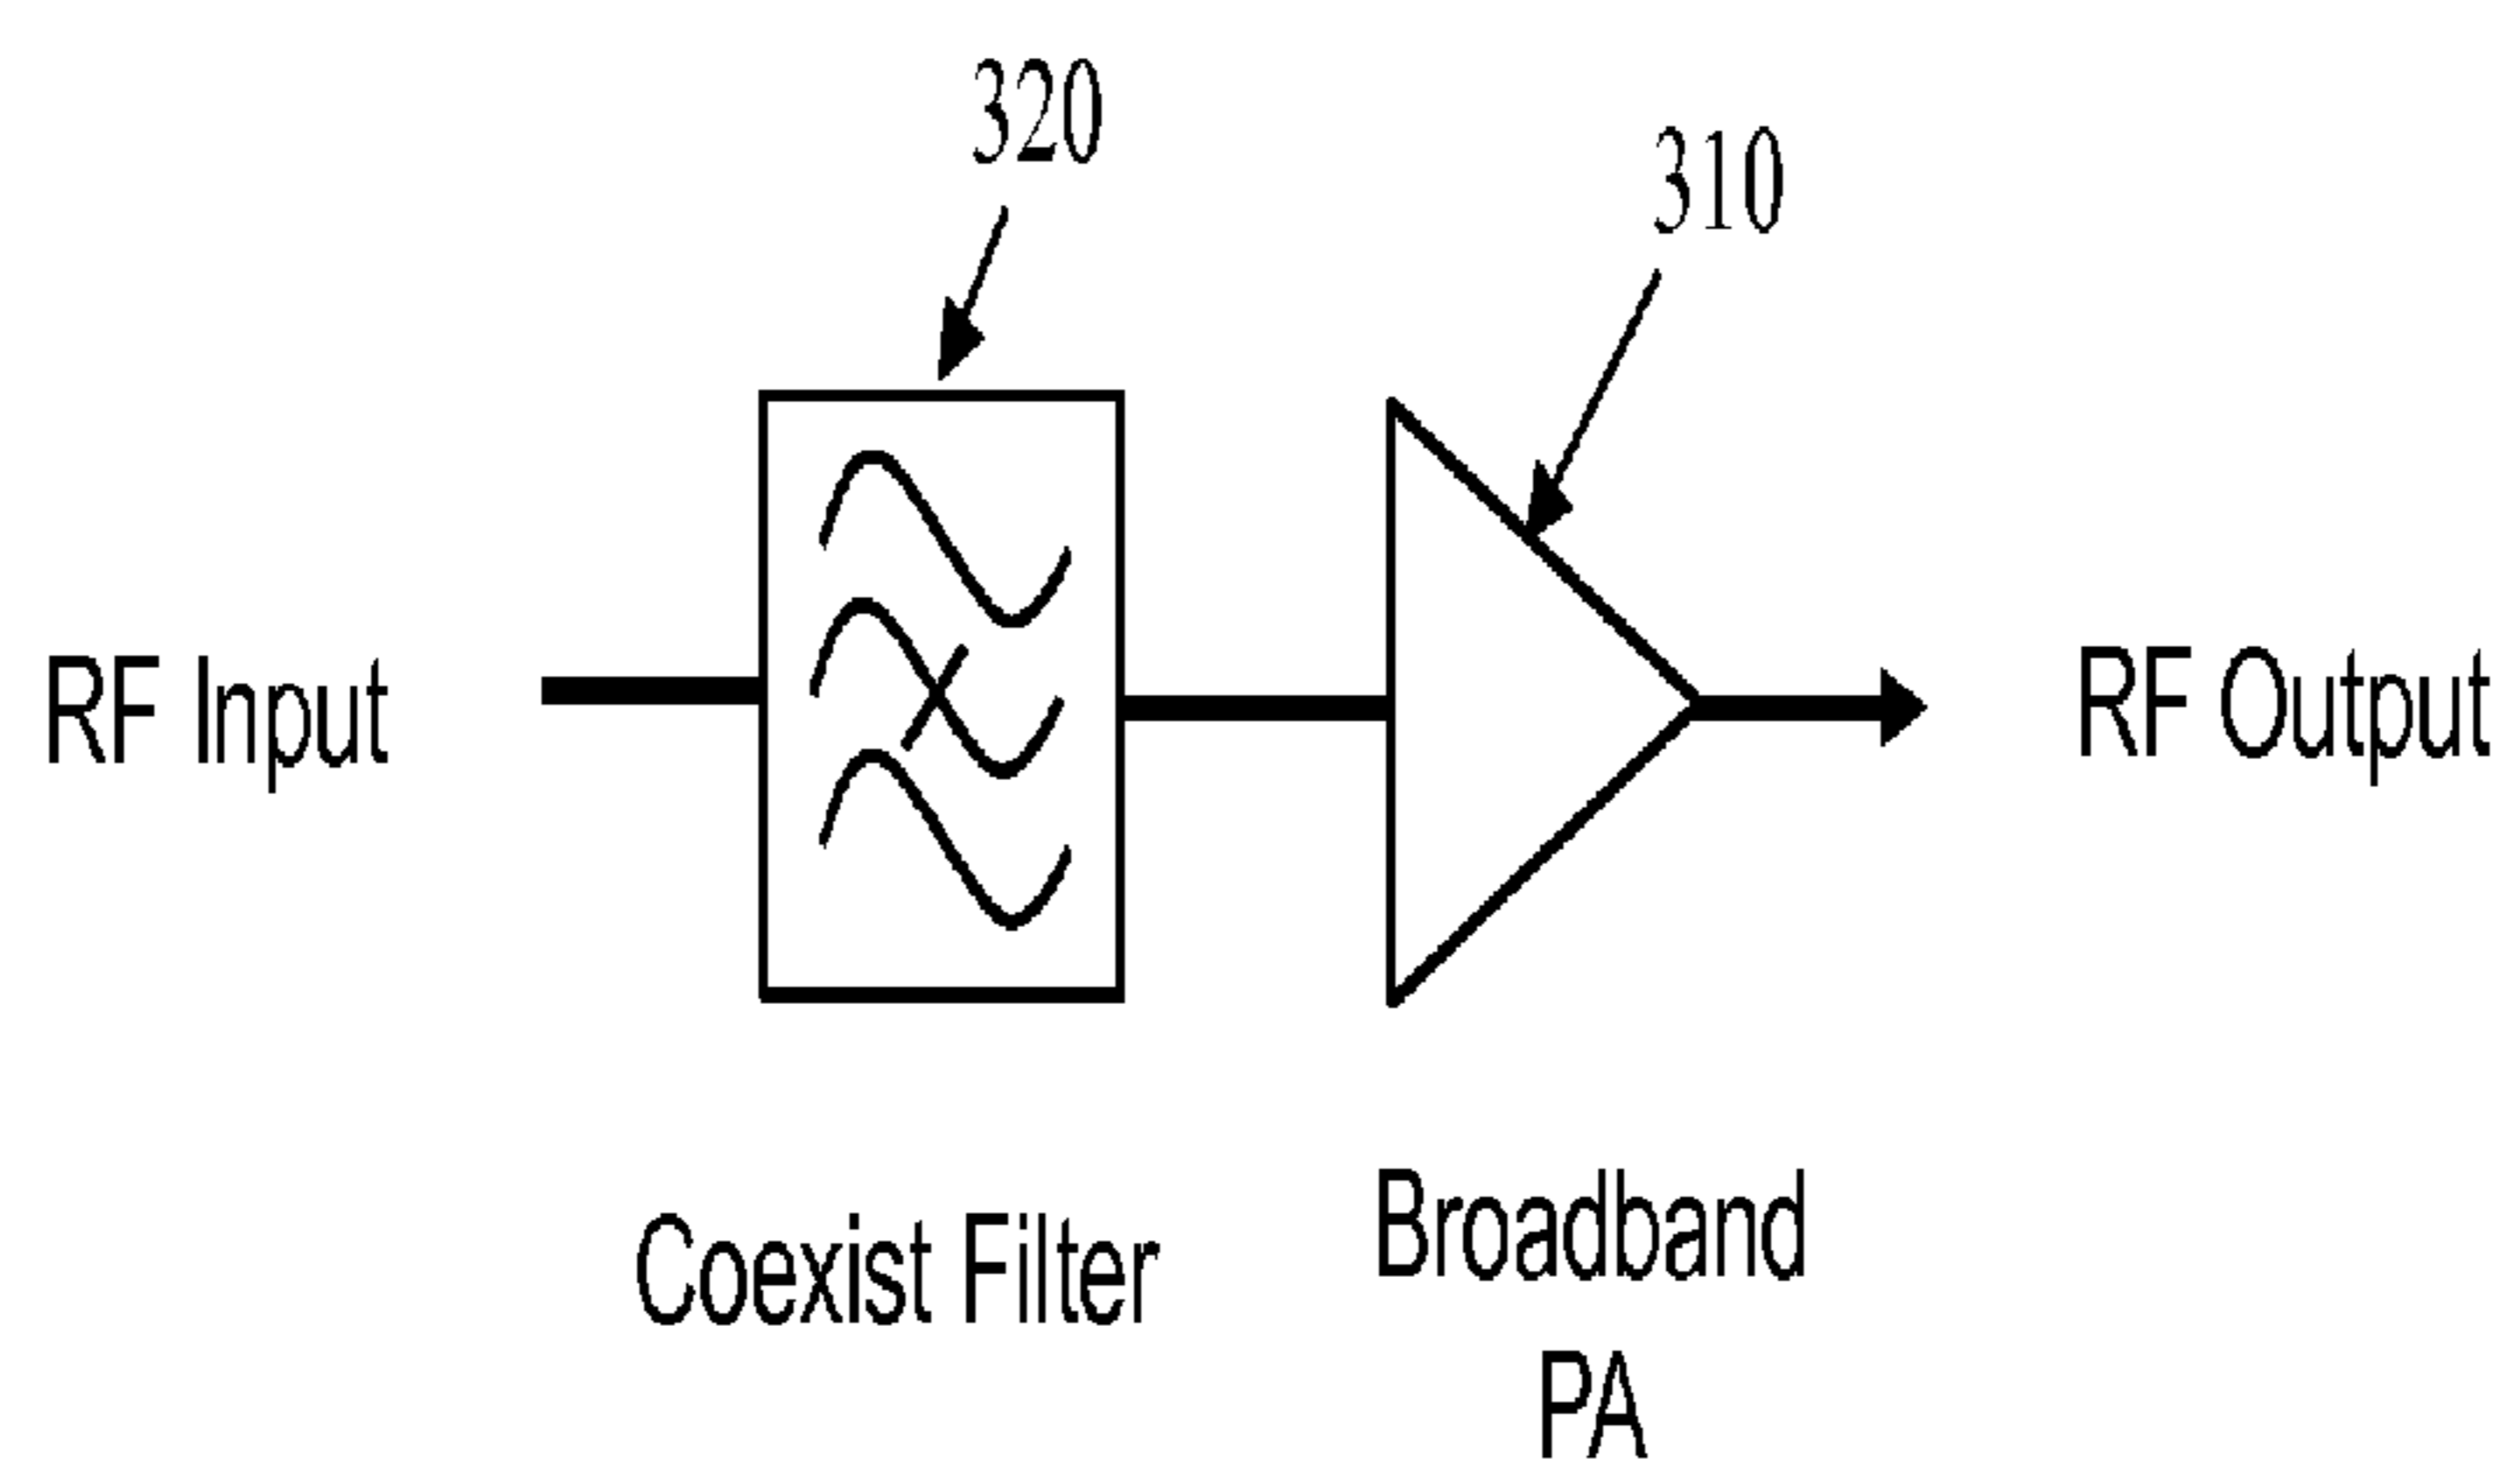 320
310
RF Input
RF Output
Coexist Filter
Broadband
PA